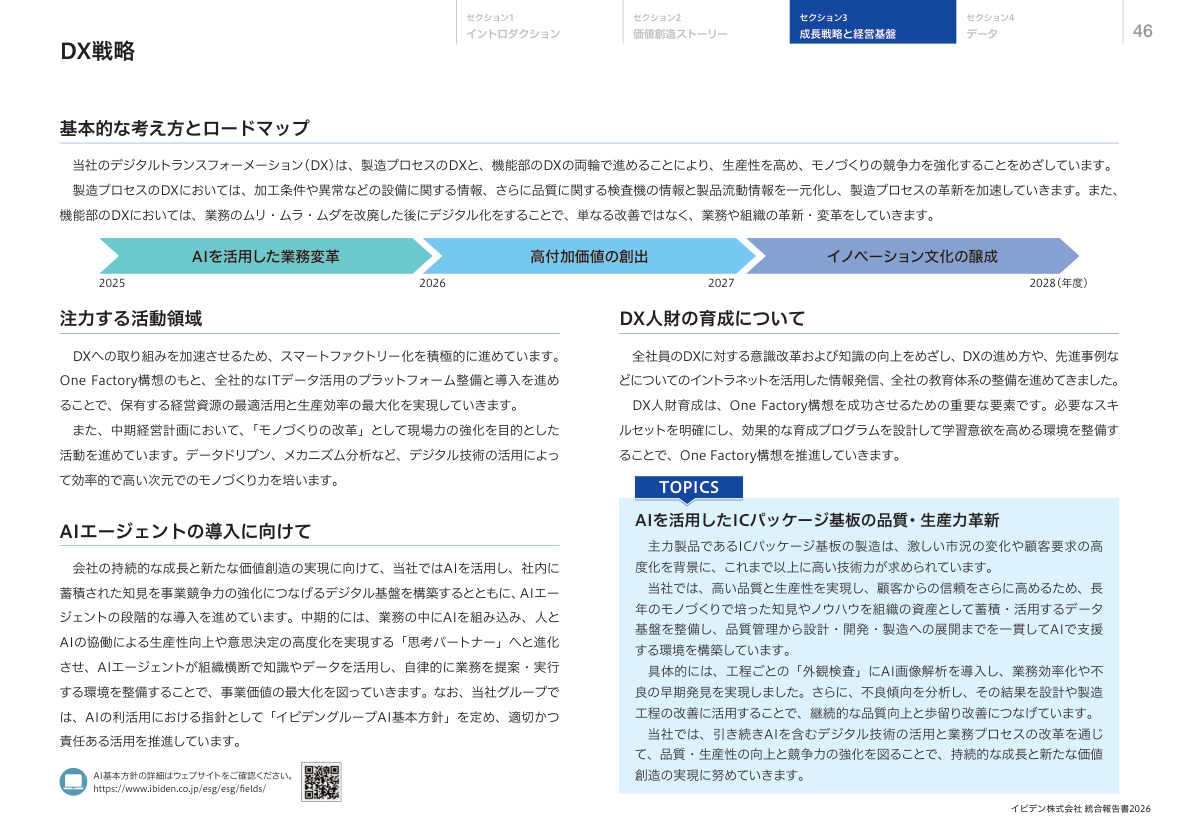 DX戦略
セクション1
イントロダクション
セクション2
価値創造ストーリー
セクション3
成長戦略と経営基盤
セクション4
データ
46
基本的な考え方とロードマップ
当社のデジタルトランスフォーメーション（DX）は、製造プロセスのDXと、機能部のDXの両輪で進めることにより、生産性を高め、モノづくりの競争力を強化することをめざしています。
製造プロセスのDXにおいては、加工条件や異常などの設備に関する情報、さらに品質に関する検査機の情報と製品流動情報を一元化し、製造プロセスの革新を加速していきます。また、
機能部のDXにおいては、業務のムリ・ムラ・ムダを改廃した後にデジタル化をすることで、単なる改善ではなく、業務や組織の革新・変革をしていきます。
AIを活用した業務変革
高付加価値の創出
イノベーション文化の醸成
2025
2026
2027
2028（年度）
注力する活動領域
DXへの取り組みを加速させるため、スマートファクトリー化を積極的に進めています。
One Factory構想のもと、全社的なITデータ活用のプラットフォーム整備と導入を進め
ることで、保有する経営資源の最適活用と生産効率の最大化を実現していきます。
また、中期経営計画において、「モノづくりの改革」として現場力の強化を目的とした
活動を進めています。データドリブン、メカニズム分析など、デジタル技術の活用によっ
て効率的で高い次元でのモノづくり力を培います。
AIエージェントの導入に向けて
会社の持続的な成長と新たな価値創造の実現に向けて、当社ではAIを活用し、社内に
蓄積された知見を事業競争力の強化につなげるデジタル基盤を構築するとともに、AIエー
ジェントの段階的な導入を進めています。中期的には、業務の中にAIを組み込み、人と
AIの協働による生産性向上や意思決定の高度化を実現する「思考パートナー」へと進化
させ、AIエージェントが組織横断で知識やデータを活用し、自律的に業務を提案・実行
する環境を整備することで、事業価値の最大化を図っていきます。なお、当社グループで
は、AIの利活用における指針として「イビデングループAI基本方針」を定め、適切かつ
責任ある活用を推進しています。
AI基本方針の詳細はウェブサイトをご確認ください。
https://www.ibiden.co.jp/esg/esg/fields/
DX人財の育成について
全社員のDXに対する意識改革および知識の向上をめざし、DXの進め方や、先進事例な
どについてのイントラネットを活用した情報発信、全社の教育体系の整備を進めてきました。
DX人財育成は、One Factory構想を成功させるための重要な要素です。必要なスキ
ルセットを明確にし、効果的な育成プログラムを設計して学習意欲を高める環境を整備す
ることで、One Factory構想を推進していきます。
TOPICS
AIを活用したICパッケージ基板の品質・生産力革新
主力製品であるICパッケージ基板の製造は、激しい市況の変化や顧客要求の高
度化を背景に、これまで以上に高い技術力が求められています。
当社では、高い品質と生産性を実現し、顧客からの信頼をさらに高めるため、長
年のモノづくりで培った知見やノウハウを組織の資産として蓄積・活用するデータ
基盤を整備し、品質管理から設計・開発・製造への展開までを一貫してAIで支援
する環境を構築しています。
具体的には、工程ごとの「外観検査」にAI画像解析を導入し、業務効率化や不
良の早期発見を実現しました。さらに、不良傾向を分析し、その結果を設計や製造
工程の改善に活用することで、継続的な品質向上と歩留り改善につなげています。
当社では、引き続きAIを含むデジタル技術の活用と業務プロセスの改革を通じ
て、品質・生産性の向上と競争力の強化を図ることで、持続的な成長と新たな価値
創造の実現に努めていきます。
イビデン株式会社 統合報告書2026